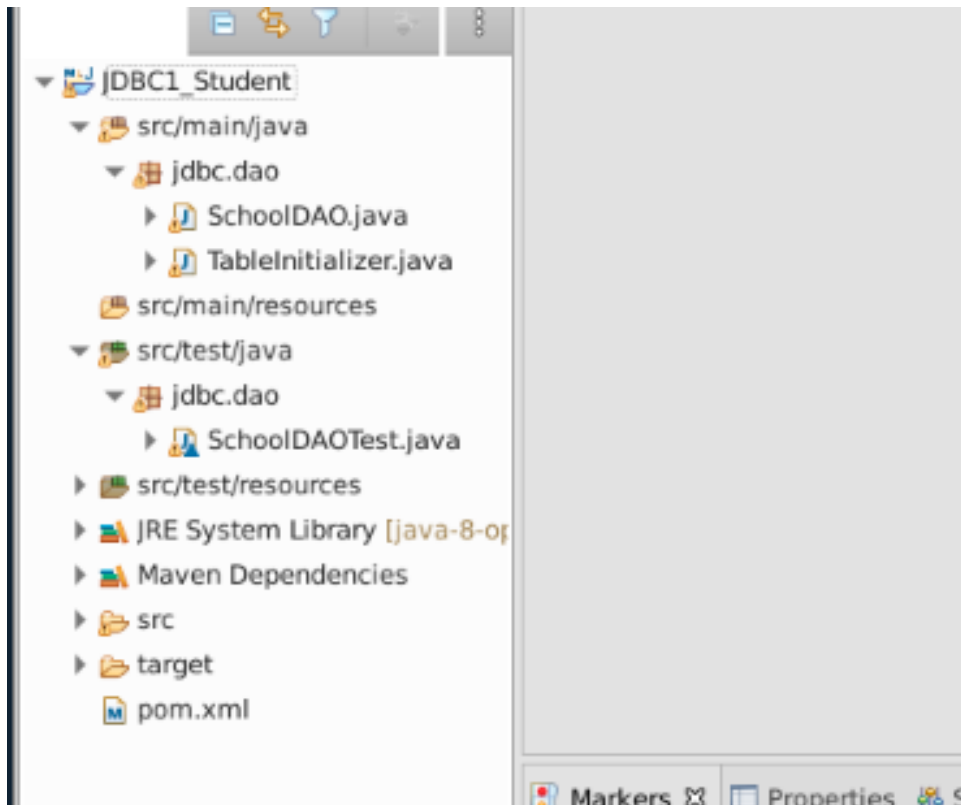 JDBC1_Student
src/main/java
jdbc.dao
SchoolDAO.java
TableInitializer.java
src/main/resources
src/test/java
jdbc.dao
SchoolDAOTest.java
src/test/resources
JRE System Library [java-8-op
Maven Dependencies
src
target
pom.xml
Markers Properties S